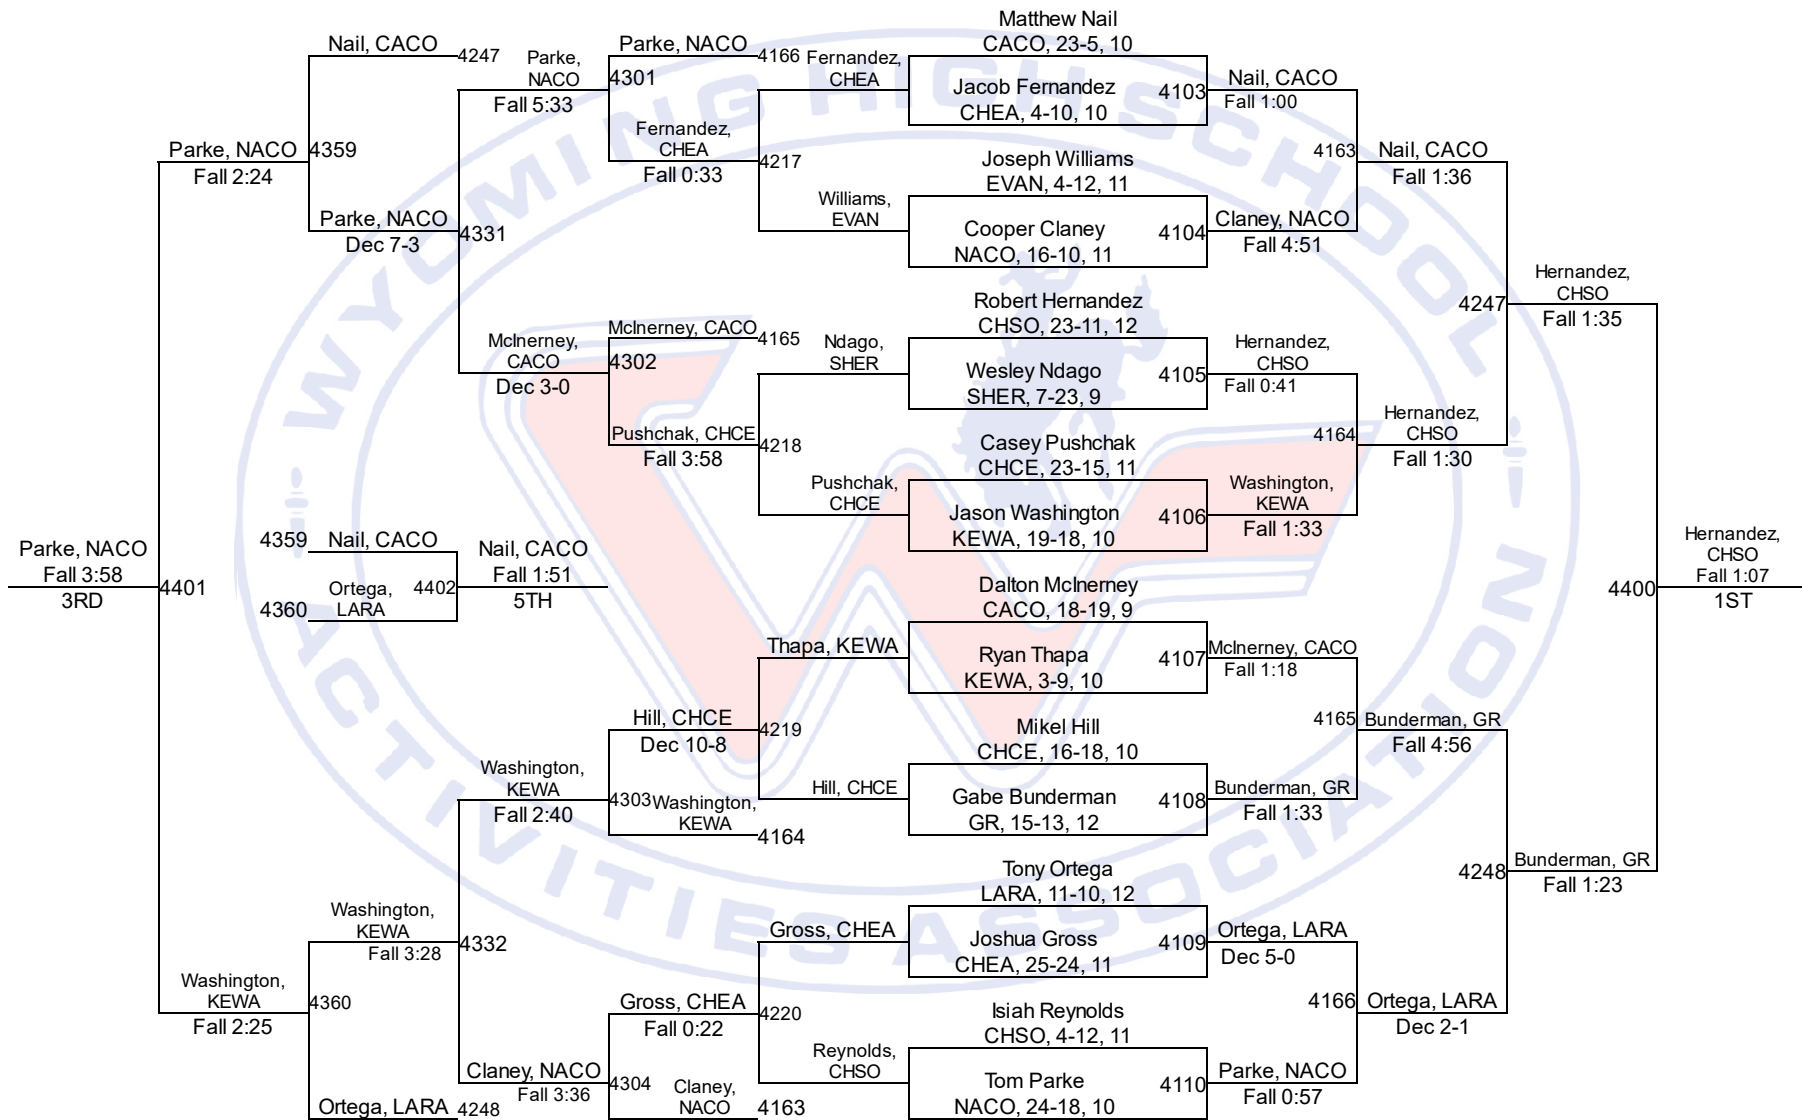 Matthew Nail
CACO, 23-5, 10
Jacob Fernandez
CHEA, 4-10, 10
4103
Joseph Williams
EVAN, 4-12, 11
Cooper Claney
NACO, 16-10, 11
4104
Robert Hernandez
CHSO, 23-11, 12
Wesley Ndago
SHER, 7-23, 9
4105
Casey Pushchak
CHCE, 23-15, 11
Jason Washington
KEWA, 19-18, 10
4106
Dalton McInerney
CACO, 18-19, 9
Ryan Thapa
KEWA, 3-9, 10
4107
Mikel Hill
CHCE, 16-18, 10
Gabe Bunderman
GR, 15-13, 12
4108
Tony Ortega
LARA, 11-10, 12
Joshua Gross
CHEA, 25-24, 11
4109
Isiah Reynolds
CHSO, 4-12, 11
Tom Parke
NACO, 24-18, 10
4110
Nail, CACO
Fall 1:00
4163
Claney, NACO
Fall 4:51
Hernandez,
CHSO
Fall 0:41
4164
Washington,
KEWA
Fall 1:33
McInerney, CACO
Fall 1:18
4165
Bunderman, GR
Fall 1:33
Ortega, LARA
Dec 5-0
4166
Parke, NACO
Fall 0:57
Nail, CACO
Fall 1:36
4247
Hernandez,
CHSO
Fall 1:30
Bunderman, GR
Fall 4:56
4248
Ortega, LARA
Dec 2-1
Hernandez,
CHSO
Fall 1:35
4400
Bunderman, GR
Fall 1:23
Hernandez,
CHSO
Fall 1:07
1ST
Fernandez,
CHEA
4217
Williams,
EVAN
Ndago,
SHER
4218
Pushchak,
CHCE
Thapa, KEWA
4219
Hill, CHCE
Gross, CHEA
4220
Reynolds,
CHSO
Parke, NACO
4166
4301
Fernandez,
CHEA
Fall 0:33
McInerney, CACO
4165
4302
Pushchak, CHCE
Fall 3:58
Hill, CHCE
Dec 10-8
4303
Washington,
KEWA
4164
Gross, CHEA
Fall 0:22
4304
Claney,
NACO
4163
Parke,
NACO
Fall 5:33
4331
McInerney,
CACO
Dec 3-0
Washington,
KEWA
Fall 2:40
4332
Claney, NACO
Fall 3:36
Nail, CACO
4247
4359
Parke, NACO
Dec 7-3
Washington,
KEWA
Fall 3:28
4360
Ortega, LARA
4248
Parke, NACO
Fall 2:24
4401
Washington,
KEWA
Fall 2:25
Parke, NACO
Fall 3:58
3RD
4359
Nail, CACO
4402
4360
Ortega,
LARA
Nail, CACO
Fall 1:51
5TH
WYOMING HIGH SCHOOL
ACTIVITIES ASSOCIATION